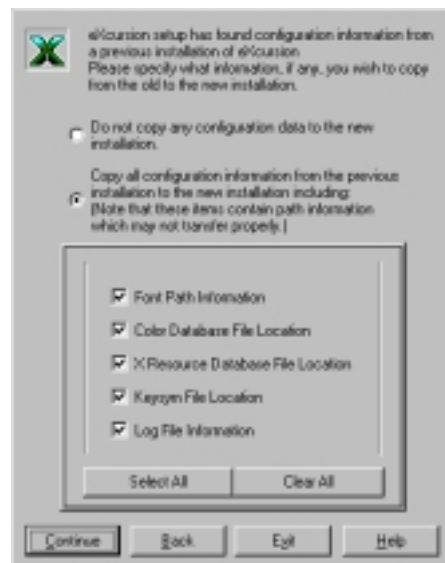 eXcursion setup has found configuration information from
a previous installation of eXcursion
Please specify what information, if any, you wish to copy
from the old to the new installation.
Do not copy any configuration data to the new
installation.
Copy all configuration information from the previous
installation to the new installation including:
(Note that these items contain path information
which may not transfer properly.)
Font Path Information
Color Database File Location
X Resource Database File Location
Keysym File Location
Log File Information
Select All
Clear All
Continue
Back
Exit
Help